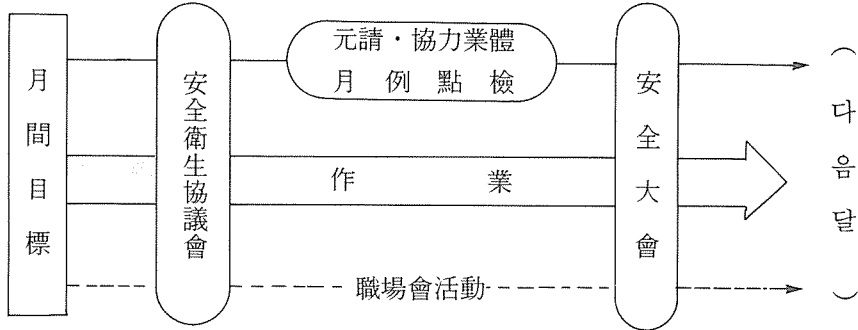 月間目標
安全衛生協議會
元請·協力業體
月例點檢
作業
職場會活動
安全大會
(다음달)